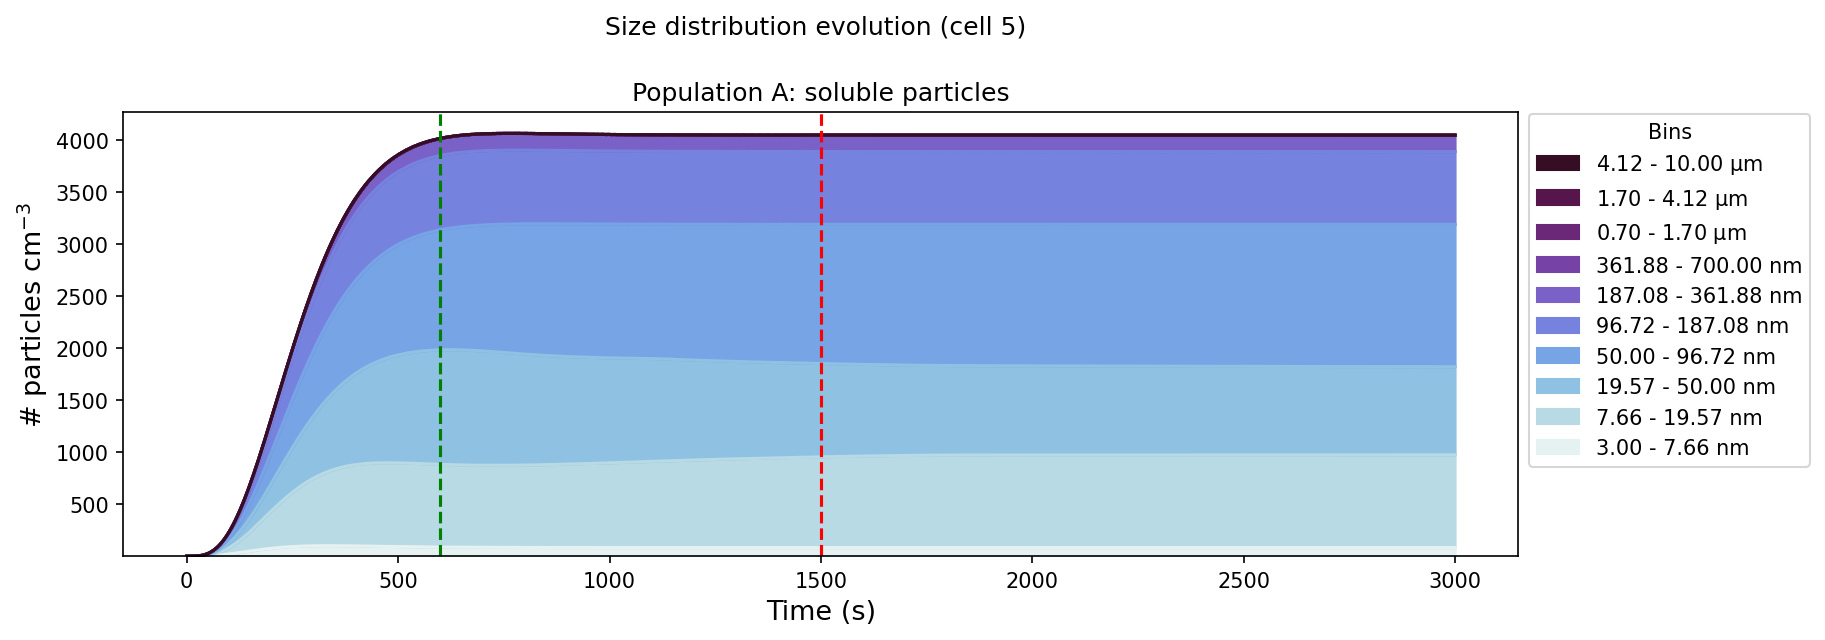 Size distribution evolution (cell 5)
Population A: soluble particles
# particles cm⁻³
4000
3500
3000
2500
2000
1500
1000
500
0
500
1000
1500
2000
2500
3000
Time (s)
Bins
4.12 - 10.00 µm
1.70 - 4.12 µm
0.70 - 1.70 µm
361.88 - 700.00 nm
187.08 - 361.88 nm
96.72 - 187.08 nm
50.00 - 96.72 nm
19.57 - 50.00 nm
7.66 - 19.57 nm
3.00 - 7.66 nm